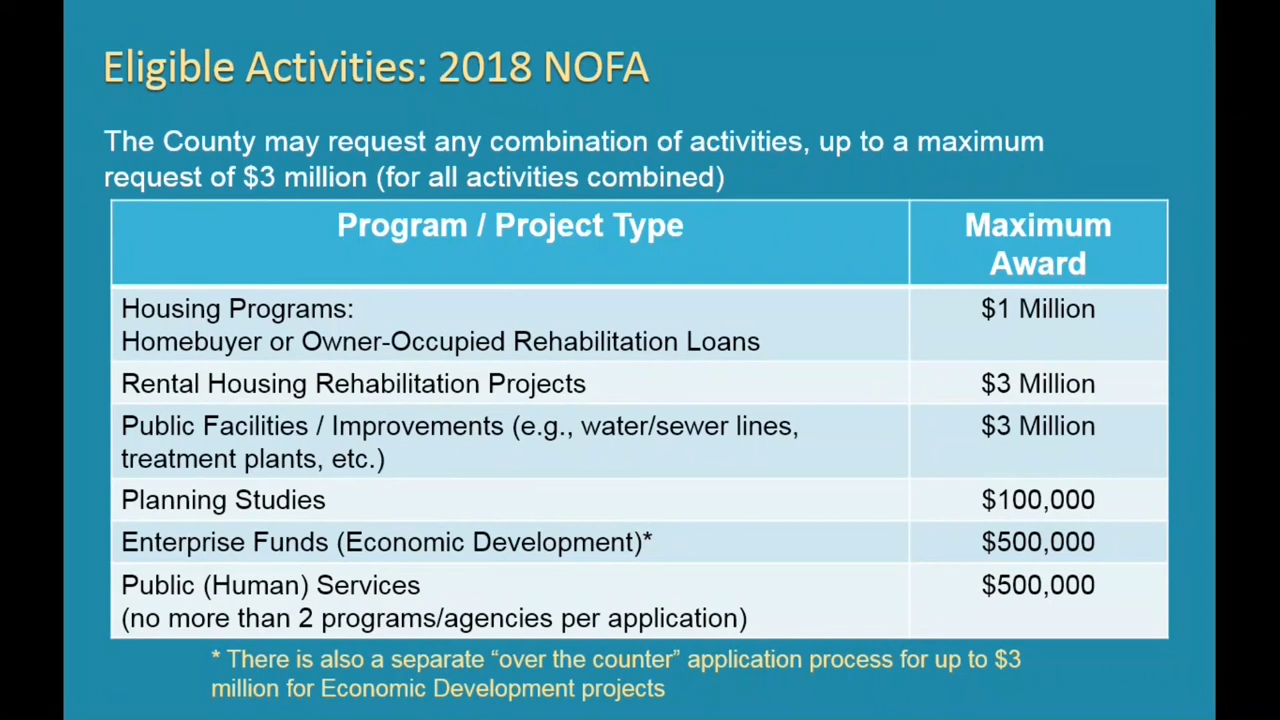 Eligible Activities: 2018 NOFA
The County may request any combination of activities, up to a maximum
request of $3 million (for all activities combined)
Program / Project Type
Maximum
Award
Housing Programs:
Homebuyer or Owner-Occupied Rehabilitation Loans
$1 Million
Rental Housing Rehabilitation Projects
$3 Million
Public Facilities / Improvements (e.g., water/sewer lines,
treatment plants, etc.)
$3 Million
Planning Studies
$100,000
Enterprise Funds (Economic Development)*
$500,000
Public (Human) Services
(no more than 2 programs/agencies per application)
$500,000
* There is also a separate “over the counter” application process for up to $3
million for Economic Development projects